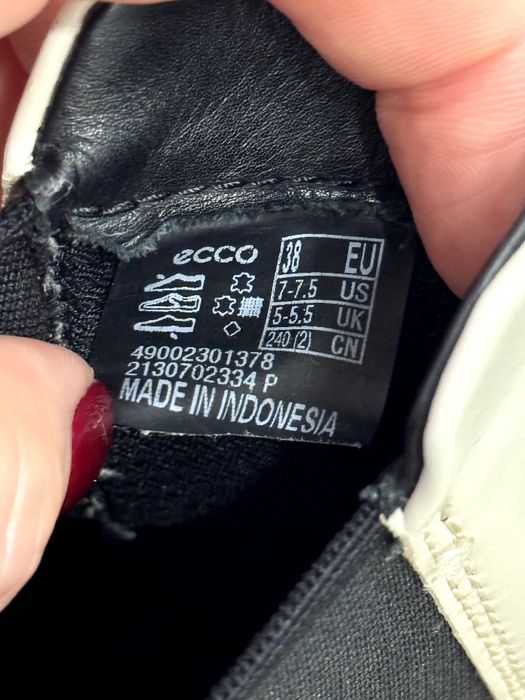 ecco
38 EU
7-7.5 US
5-5.5 UK
240 (2) CN
49002301378
2130702334 P
MADE IN INDONESIA